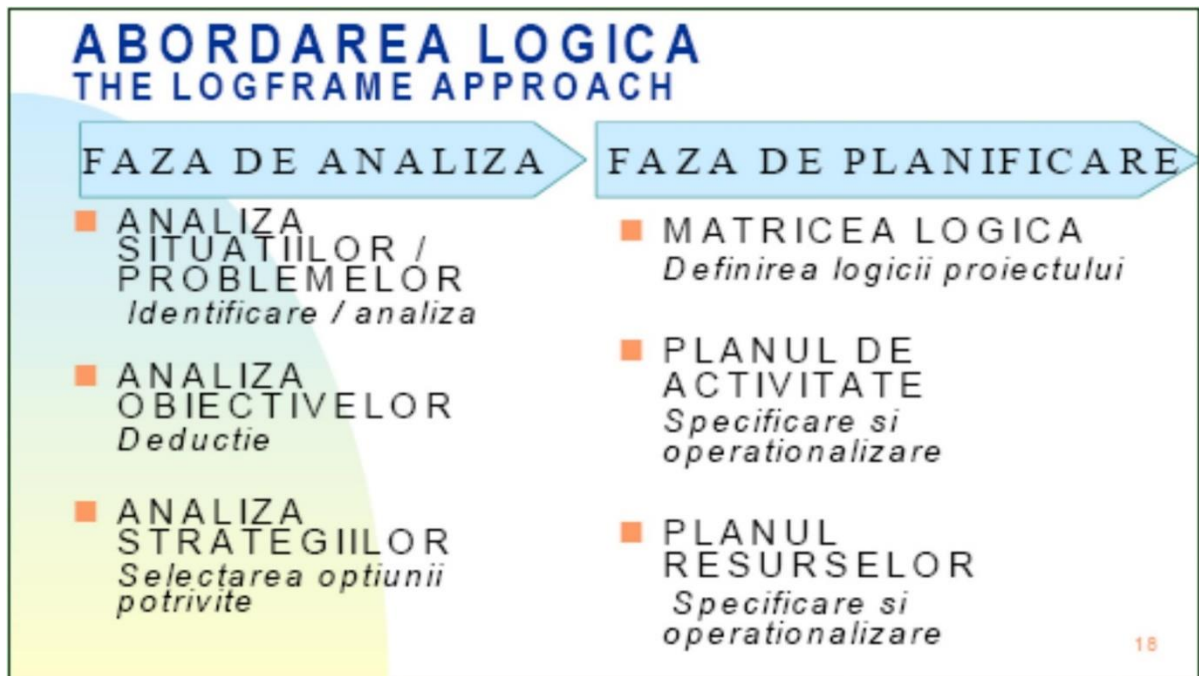 ABORDAREA LOGICA
THE LOGFRAME APPROACH
FAZA DE ANALIZA
ANALIZA
SITUATIILOR /
PROBLEMELOR
Identificare / analiza
ANALIZA
OBIECTIVELOR
Deductie
ANALIZA
STRATEGIILOR
Selectarea optiunii
potrivite
FAZA DE PLANIFICARE
MATRICEA LOGICA
Definirea logicii proiectului
PLANUL DE
ACTIVITATE
Specificare si
operationalizare
PLANUL
RESURSELOR
Specificare si
operationalizare
18